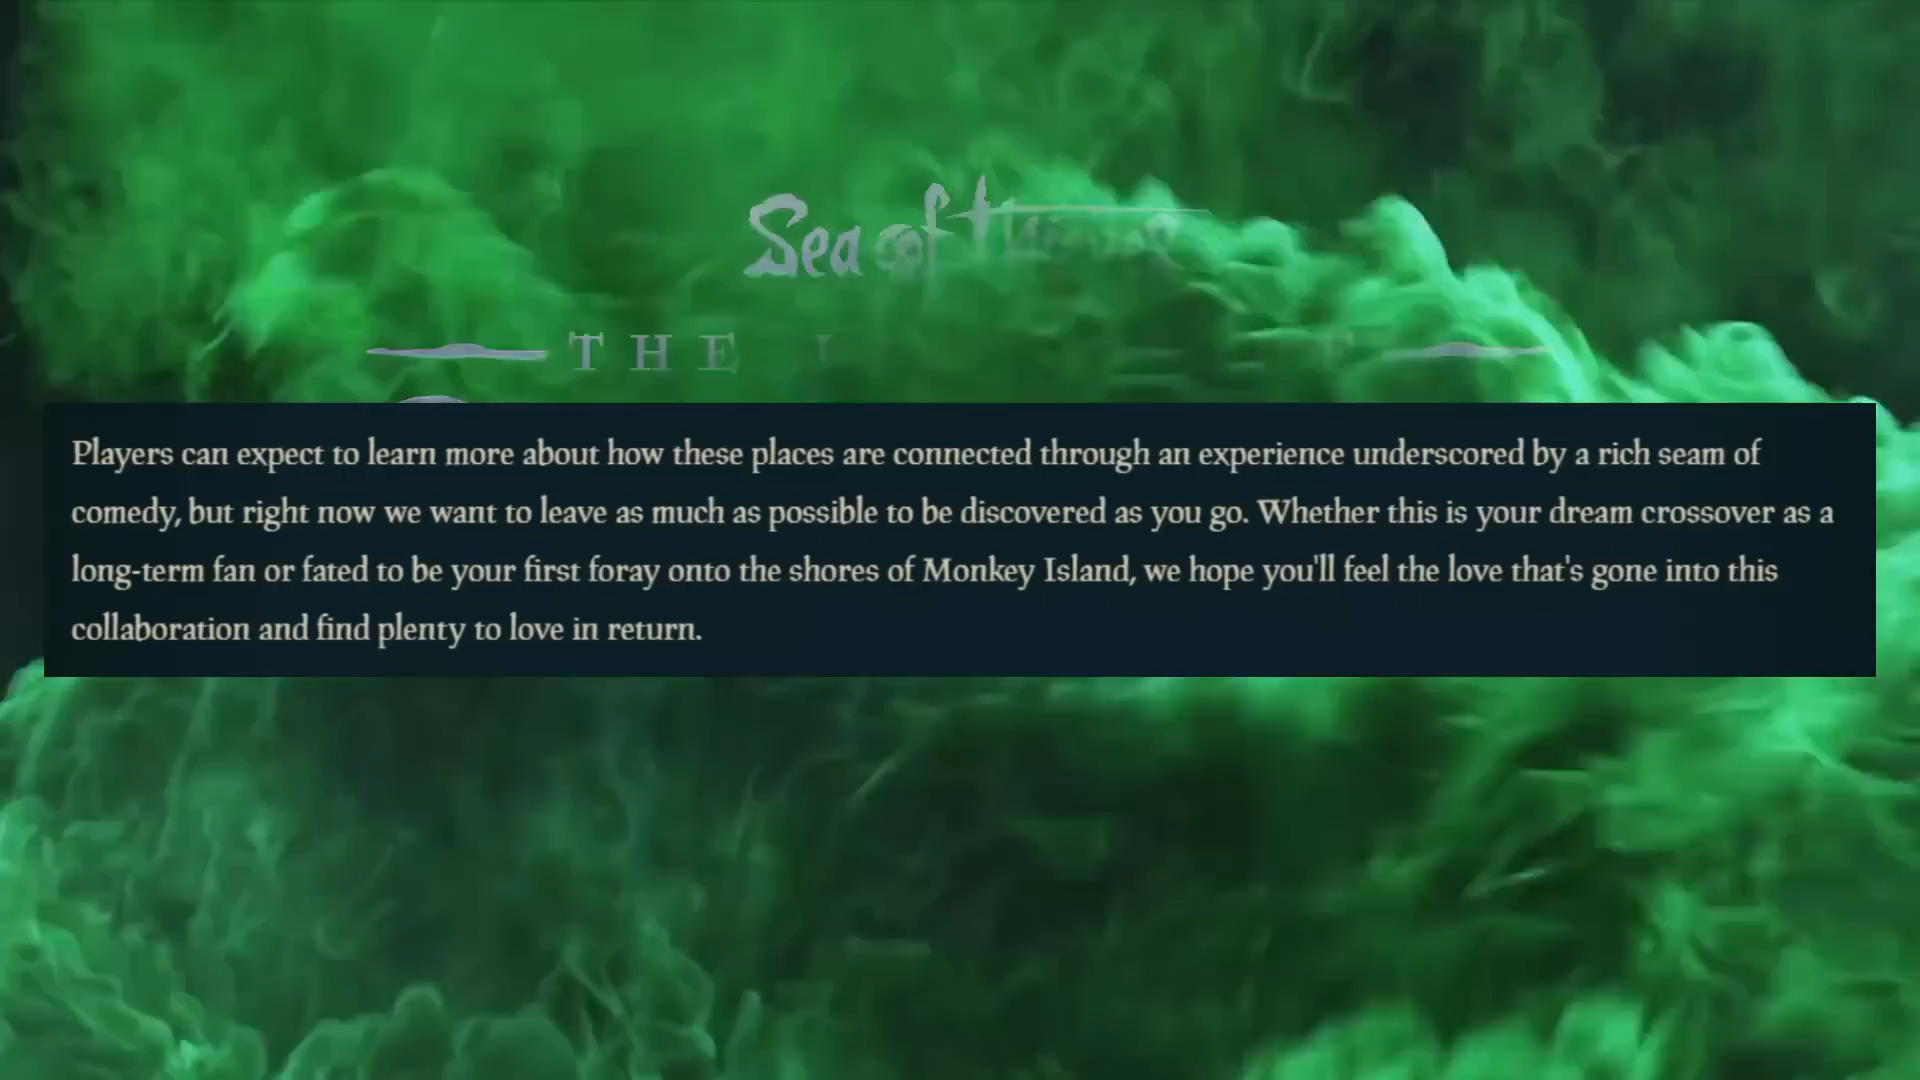 Sea of
THE
Players can expect to learn more about how these places are connected through an experience underscored by a rich seam of
comedy, but right now we want to leave as much as possible to be discovered as you go. Whether this is your dream crossover as a
long-term fan or fated to be your first foray onto the shores of Monkey Island, we hope you'll feel the love that's gone into this
collaboration and find plenty to love in return.